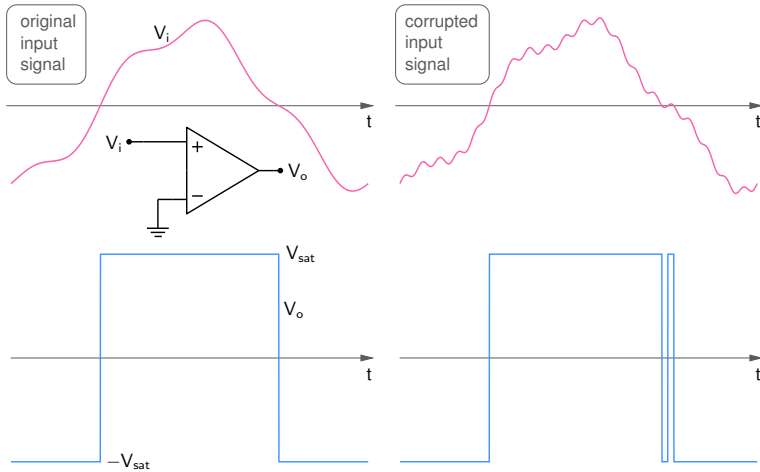 original
input
signal
Vi
t
Vi
+
−
Vo
Vsat
Vo
t
−Vsat
corrupted
input
signal
t
t